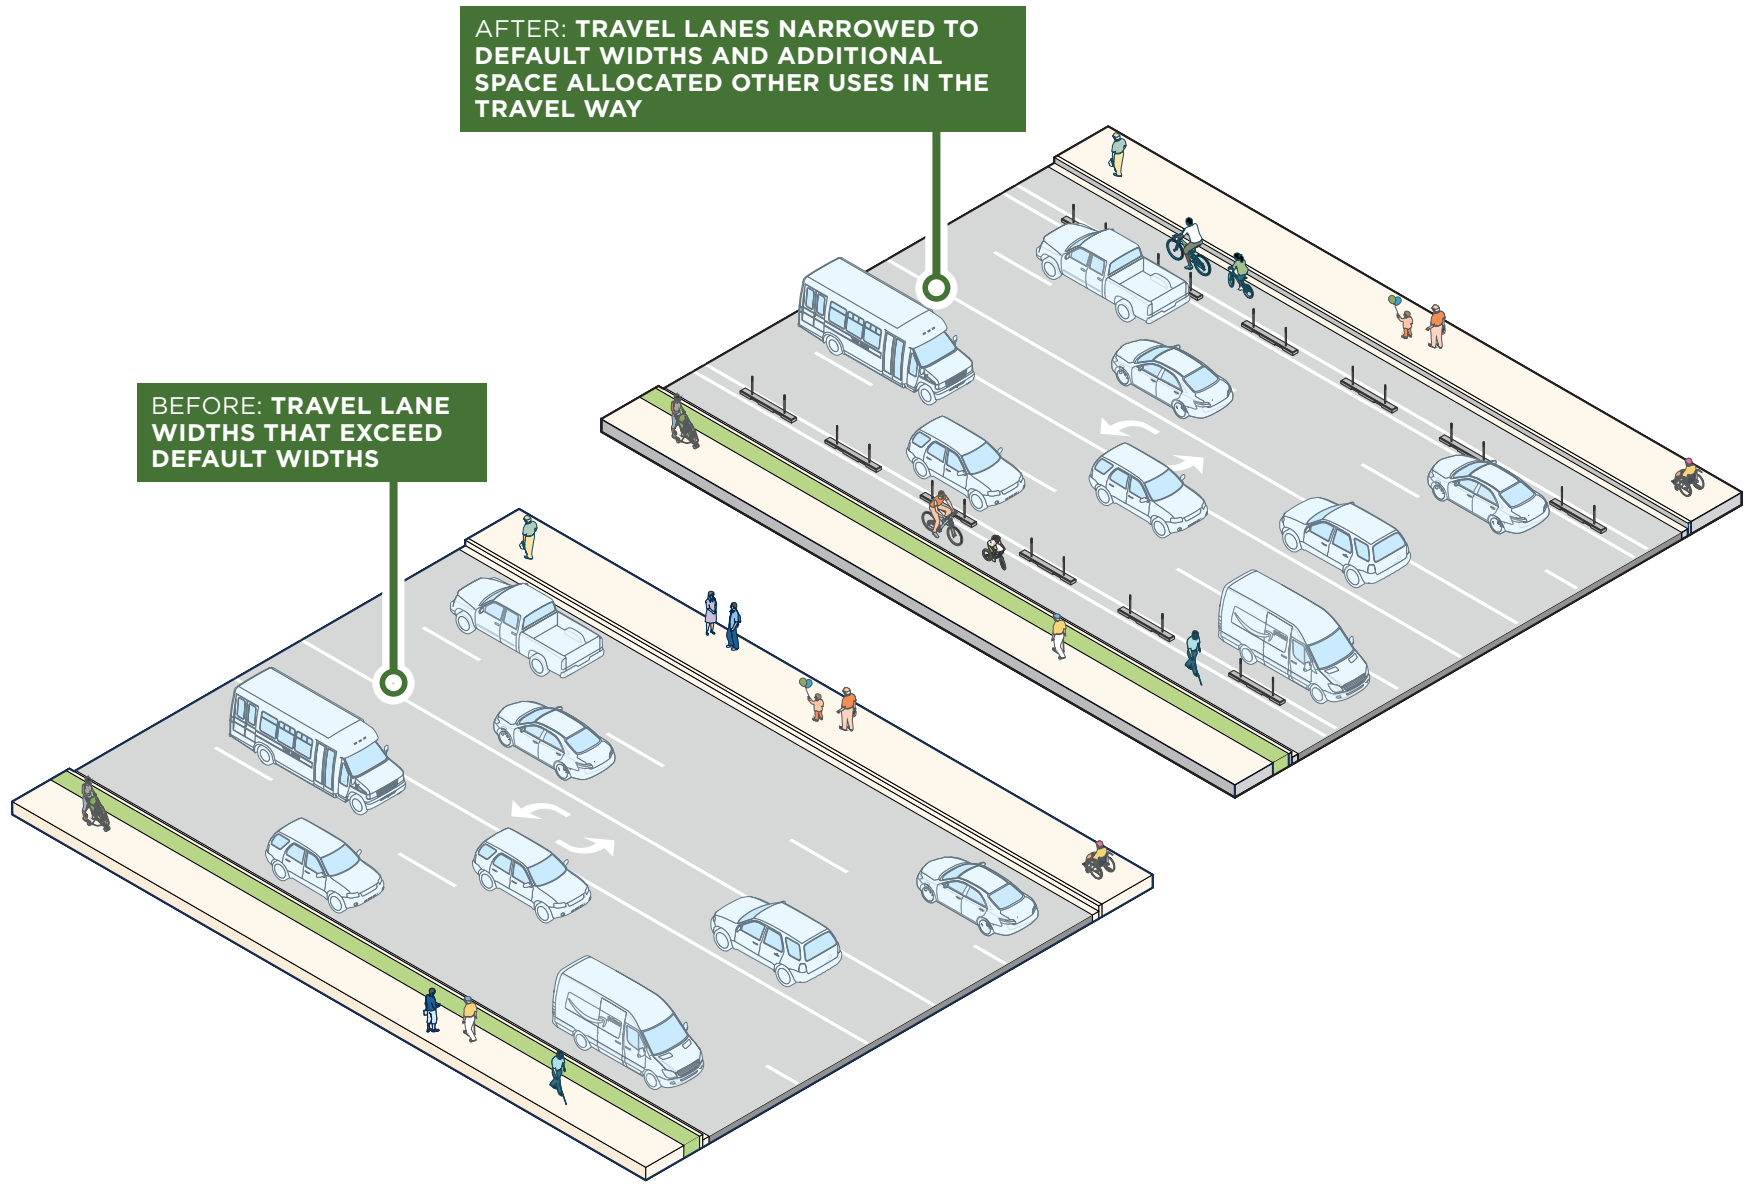 AFTER: TRAVEL LANES NARROWED TO
DEFAULT WIDTHS AND ADDITIONAL
SPACE ALLOCATED OTHER USES IN THE
TRAVEL WAY
BEFORE: TRAVEL LANE
WIDTHS THAT EXCEED
DEFAULT WIDTHS